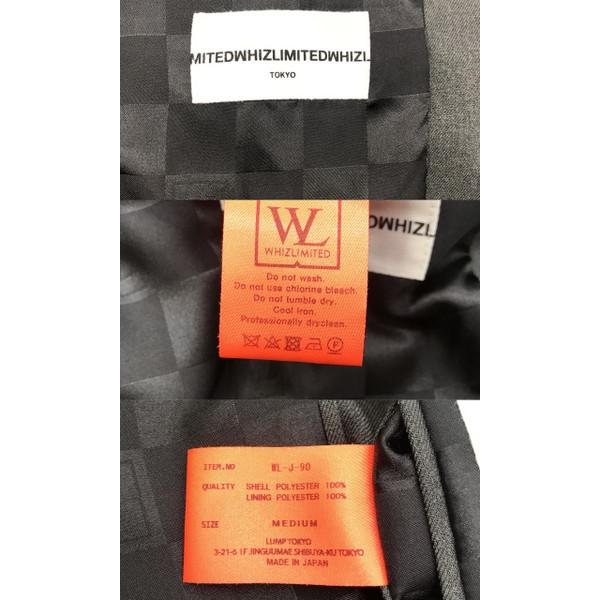 MITEDWHIZLIMITEDWHIZL
TOKYO
WL
WHIZLIMITED
OWHIZL
Do not wash.
Do not use chlorine bleach.
Do not tumble dry.
Cool iron.
Professionally dryclean.
F
ITEM.NO WL-J-90
QUALITY SHELL POLYESTER 100%
LINING POLYESTER 100%
SIZE MEDIUM
LUMP TOKYO
3-21-6 1F JINGUUMAE SHIBUYA-KU TOKYO
MADE IN JAPAN